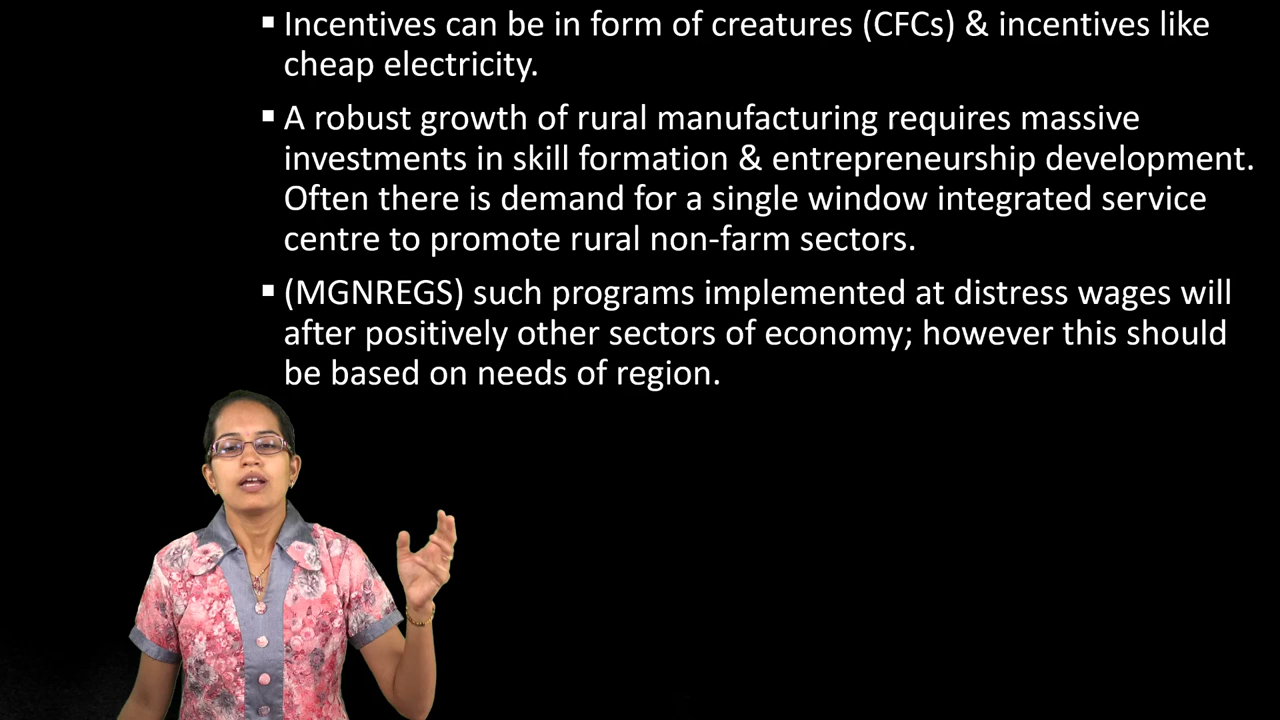 ▪ Incentives can be in form of creatures (CFCs) & incentives like
cheap electricity.
▪ A robust growth of rural manufacturing requires massive
investments in skill formation & entrepreneurship development.
Often there is demand for a single window integrated service
centre to promote rural non-farm sectors.
▪ (MGNREGS) such programs implemented at distress wages will
after positively other sectors of economy; however this should
be based on needs of region.